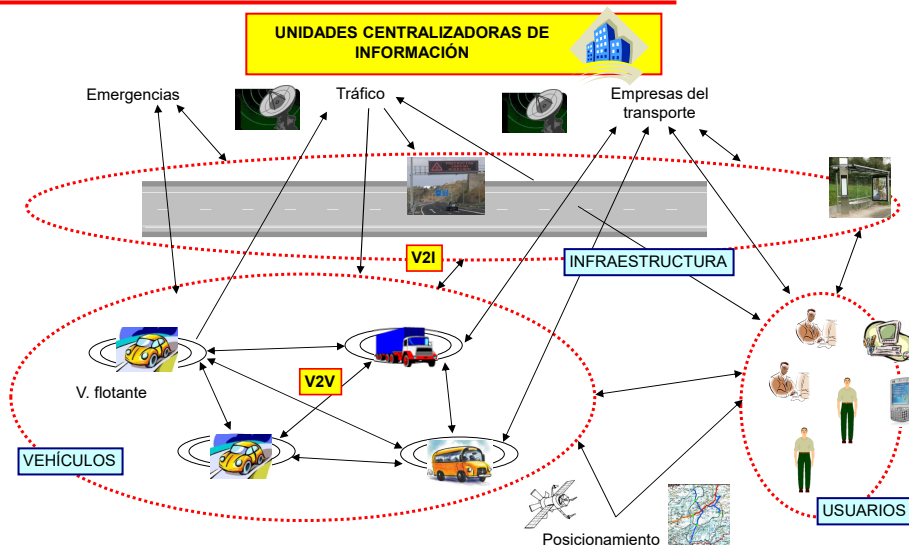 UNIDADES CENTRALIZADORAS DE
INFORMACIÓN
Emergencias
Tráfico
Empresas del
transporte
V2I
INFRAESTRUCTURA
V. flotante
V2V
VEHÍCULOS
USUARIOS
Posicionamiento